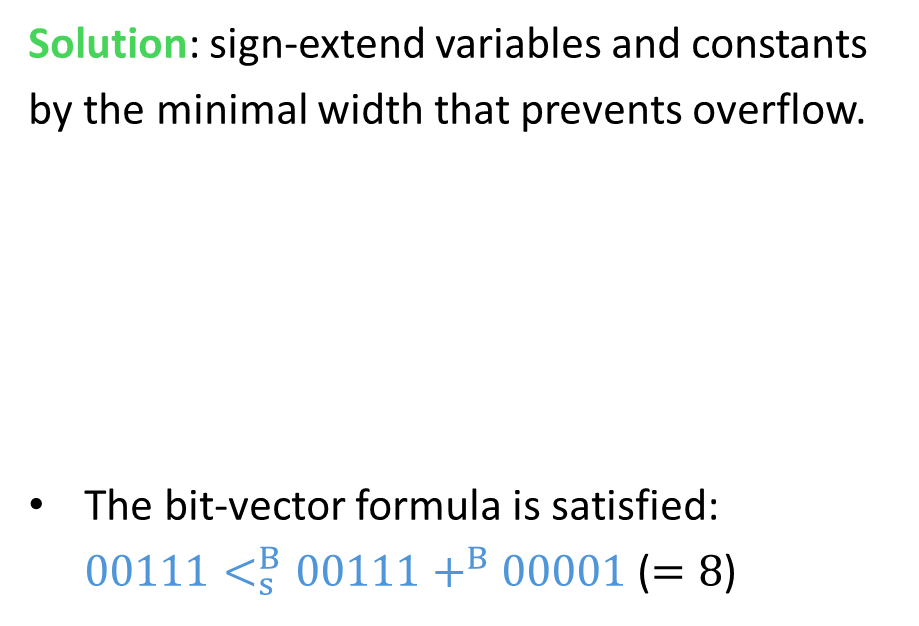 Solution: sign-extend variables and constants
by the minimal width that prevents overflow.
• The bit-vector formula is satisfied:
00111 <ₛᴮ 00111 +ᴮ 00001 (= 8)